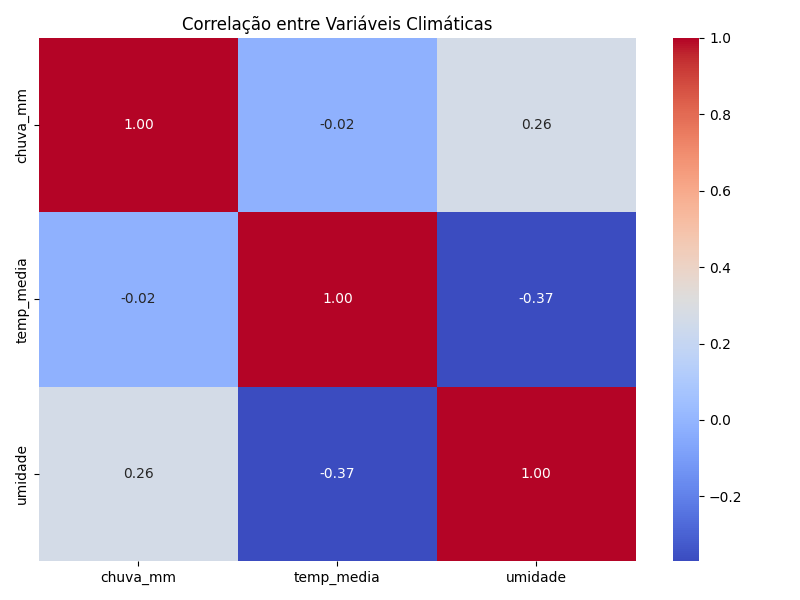 Correlação entre Variáveis Climáticas
chuva_mm
1.00
-0.02
0.26
temp_media
-0.02
1.00
-0.37
umidade
0.26
-0.37
1.00
chuva_mm
temp_media
umidade
1.0
0.8
0.6
0.4
0.2
0.0
−0.2